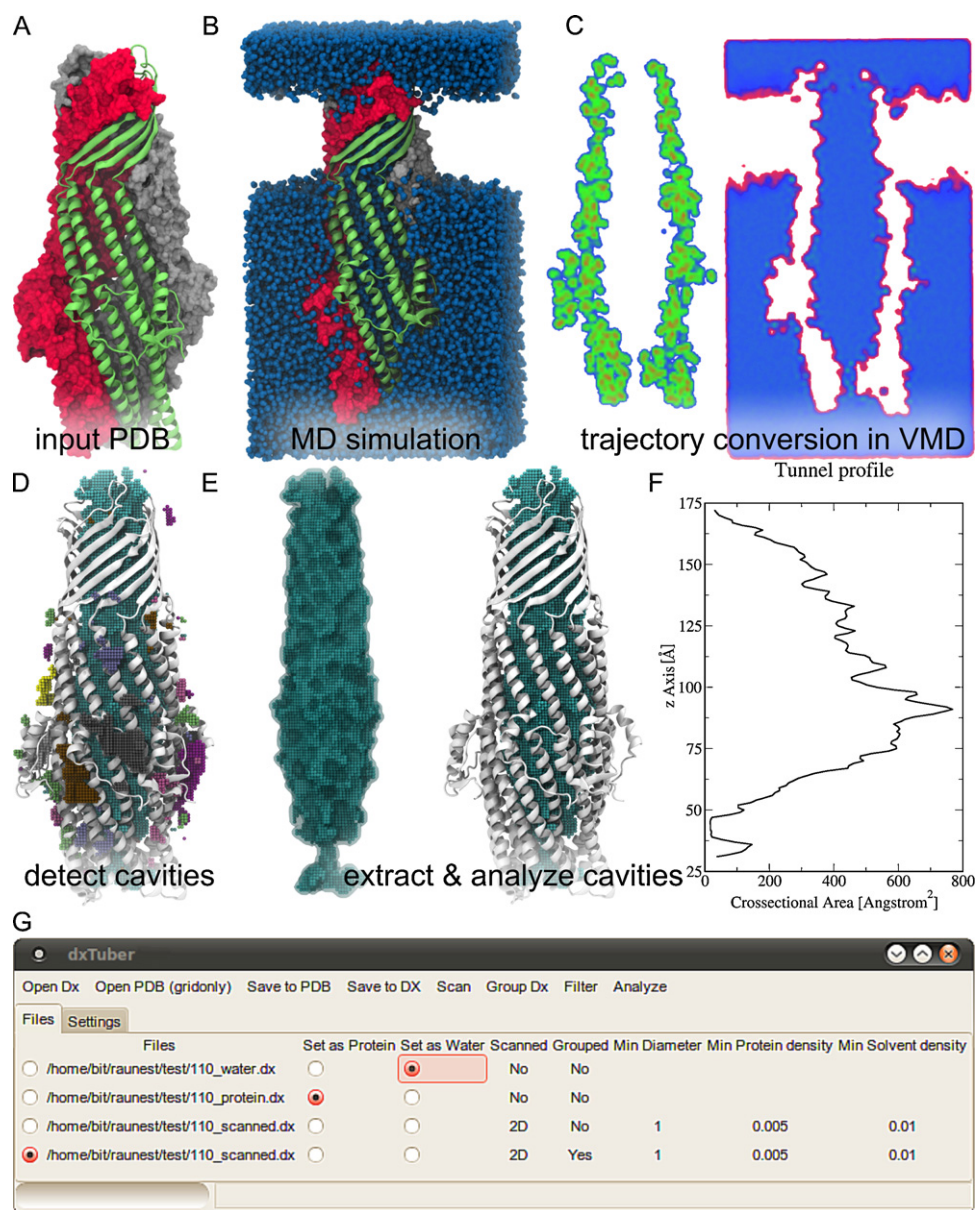 A
B
C
input PDB
MD simulation
trajectory conversion in VMD
D
E
F
Tunnel profile
175
150
125
100
75
50
25
z Axis [Å]
0
200
400
600
800
Crossectional Area [Angstrom²]
detect cavities
extract & analyze cavities
G
dxTuber
Open Dx Open PDB (gridonly) Save to PDB Save to DX Scan Group Dx Filter Analyze
Files Settings
Files Set as Protein Set as Water Scanned Grouped Min Diameter Min Protein density Min Solvent density
/home/bit/raunest/test/110_water.dx No No
/home/bit/raunest/test/110_protein.dx No No
/home/bit/raunest/test/110_scanned.dx 2D No 1 0.005 0.01
/home/bit/raunest/test/110_scanned.dx 2D Yes 1 0.005 0.01